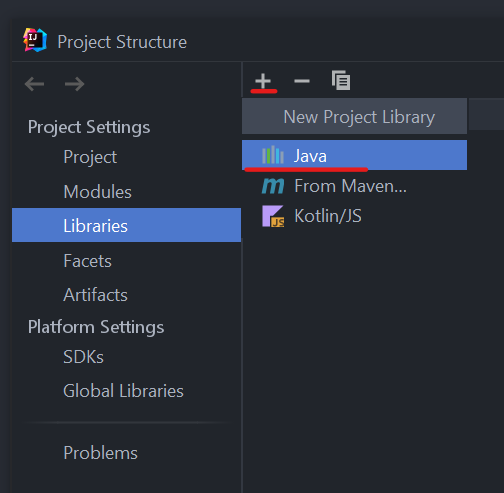 Project Structure
Project Settings
Project
Modules
Libraries
Facets
Artifacts
Platform Settings
SDKs
Global Libraries
Problems
New Project Library
Java
From Maven...
Kotlin/JS